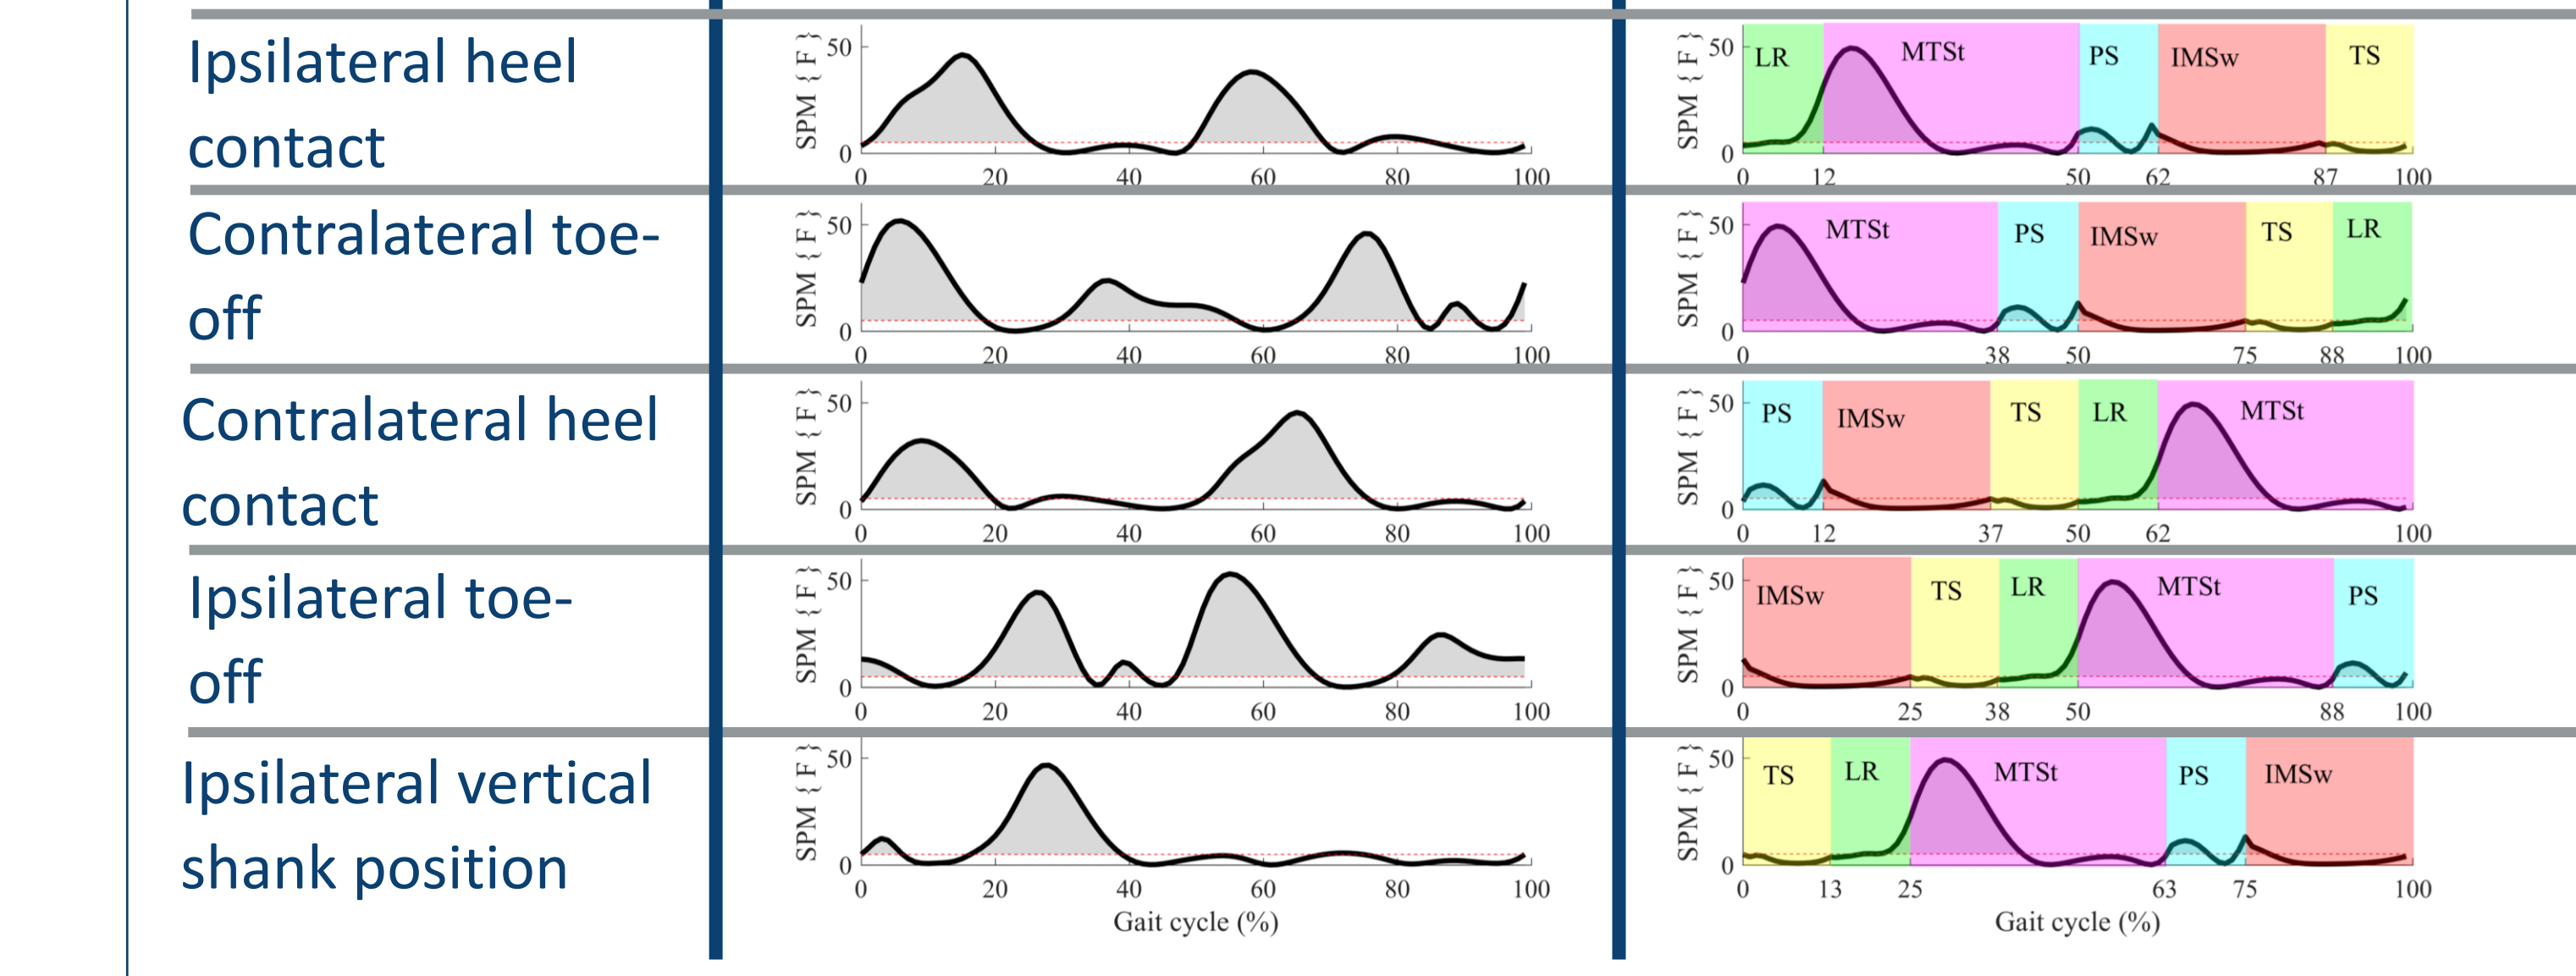 Ipsilateral heel
contact
SPM { F }
50
0
0 20 40 60 80 100
SPM { F }
50
0
LR MTSt PS IMSw TS
0 12 50 62 87 100
Contralateral toe-
off
SPM { F }
50
0
0 20 40 60 80 100
SPM { F }
50
0
MTSt PS IMSw TS LR
0 38 50 75 88 100
Contralateral heel
contact
SPM { F }
50
0
0 20 40 60 80 100
SPM { F }
50
0
PS IMSw TS LR MTSt
0 12 37 50 62 100
Ipsilateral toe-
off
SPM { F }
50
0
0 20 40 60 80 100
SPM { F }
50
0
IMSw TS LR MTSt PS
0 25 38 50 88 100
Ipsilateral vertical
shank position
SPM { F }
50
0
0 20 40 60 80 100
Gait cycle (%)
SPM { F }
50
0
TS LR MTSt PS IMSw
0 13 25 63 75 100
Gait cycle (%)